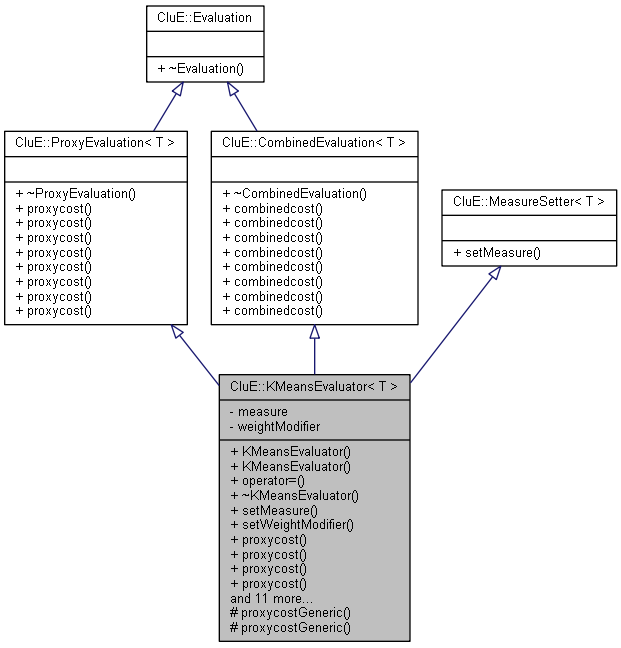 CluE::Evaluation
+ ~Evaluation()
CluE::ProxyEvaluation< T >
+ ~ProxyEvaluation()
+ proxycost()
+ proxycost()
+ proxycost()
+ proxycost()
+ proxycost()
+ proxycost()
+ proxycost()
+ proxycost()
CluE::CombinedEvaluation< T >
+ ~CombinedEvaluation()
+ combinedcost()
+ combinedcost()
+ combinedcost()
+ combinedcost()
+ combinedcost()
+ combinedcost()
+ combinedcost()
+ combinedcost()
CluE::MeasureSetter< T >
+ setMeasure()
CluE::KMeansEvaluator< T >
- measure
- weightModifier
+ KMeansEvaluator()
+ KMeansEvaluator()
+ operator=()
+ ~KMeansEvaluator()
+ setMeasure()
+ setWeightModifier()
+ proxycost()
+ proxycost()
+ proxycost()
+ proxycost()
and 11 more...
# proxycostGeneric()
# proxycostGeneric()